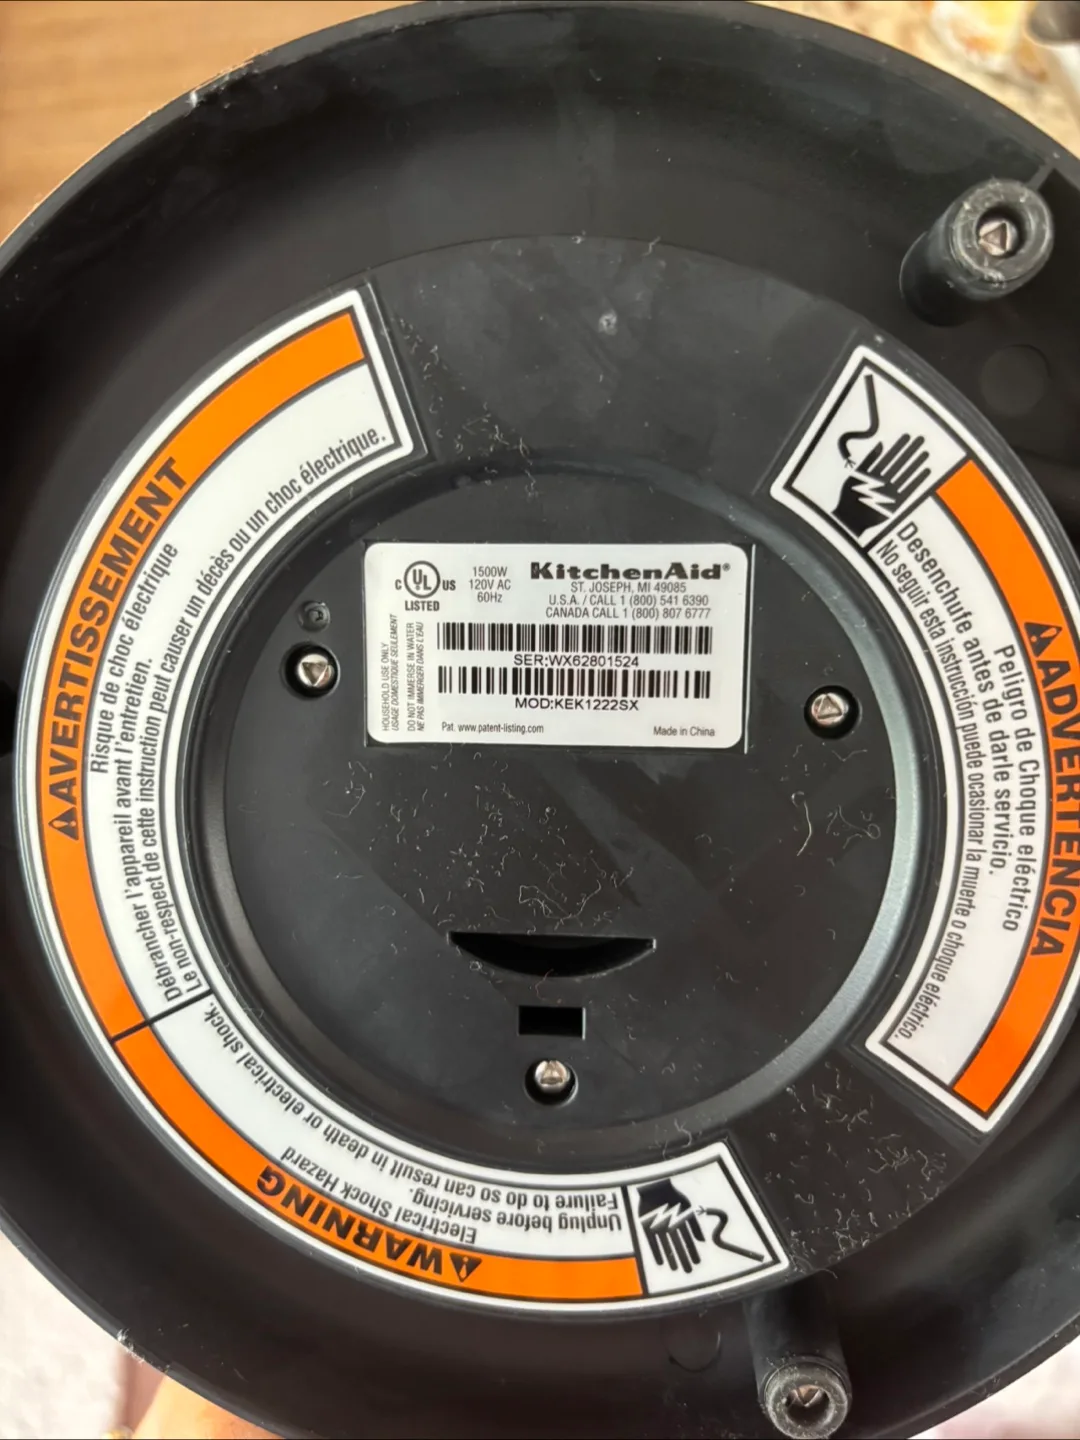 ⚠AVERTISSEMENT
Risque de choc électrique
Débrancher l'appareil avant l'entretien.
Le non-respect de cette instruction peut causer un décès ou un choc électrique.
⚠ADVERTENCIA
Peligro de Choque eléctrico
Desenchufe antes de darle servicio.
No seguir esta instrucción puede ocasionar la muerte o choque eléctrico.
C UL US
LISTED
1500W
120V AC
60Hz
KitchenAid®
ST. JOSEPH, MI 49085
U.S.A. / CALL 1 (800) 541 6390
CANADA CALL 1 (800) 807 6777
HOUSEHOLD USE ONLY
USAGE DOMESTIQUE SEULEMENT
DO NOT IMMERSE IN WATER
NE PAS IMMERGER DANS L'EAU
SER:WX62801524
MOD:KEK1222SX
Pat. www.patent-listing.com
Made in China
⚠WARNING
Electrical Shock Hazard
Unplug before servicing.
Failure to do so can result in death or electrical shock.